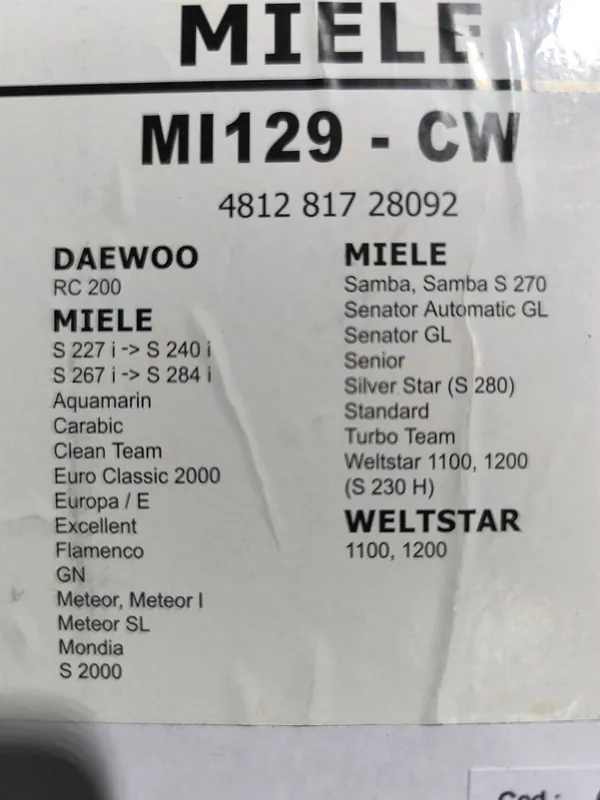 MIELE
MI129 - CW
4812 817 28092
DAEWOO
RC 200
MIELE
S 227 i -> S 240 i
S 267 i -> S 284 i
Aquamarin
Carabic
Clean Team
Euro Classic 2000
Europa / E
Excellent
Flamenco
GN
Meteor, Meteor I
Meteor SL
Mondia
S 2000
MIELE
Samba, Samba S 270
Senator Automatic GL
Senator GL
Senior
Silver Star (S 280)
Standard
Turbo Team
Weltstar 1100, 1200
(S 230 H)
WELTSTAR
1100, 1200
Cod.: